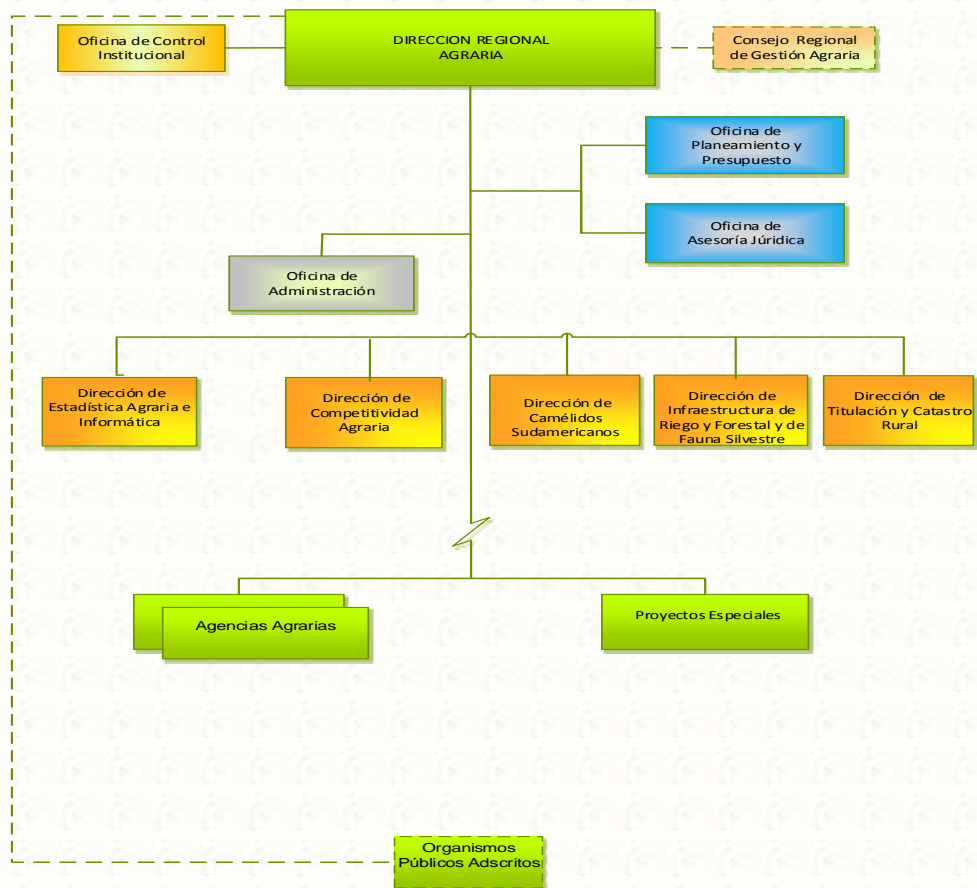 Oficina de Control
Institucional
DIRECCION REGIONAL
AGRARIA
Consejo Regional
de Gestión Agraria
Oficina de
Planeamiento y
Presupuesto
Oficina de
Asesoría Júridica
Oficina de
Administración
Dirección de
Estadística Agraria e
Informática
Dirección de
Competitividad
Agraria
Dirección de
Camélidos
Sudamericanos
Dirección de
Infraestructura de
Riego y Forestal y de
Fauna Silvestre
Dirección de
Titulación y Catastro
Rural
Agencias Agrarias
Proyectos Especiales
Organismos
Públicos Adscritos